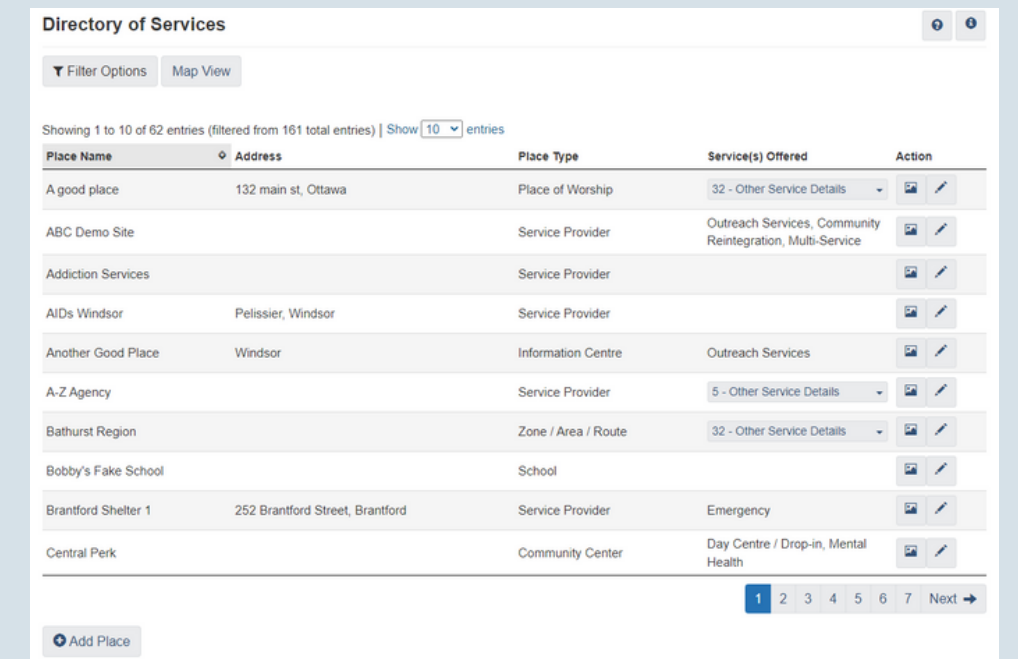 Directory of Services
Filter Options Map View
Showing 1 to 10 of 62 entries (filtered from 161 total entries) | Show 10 entries
Place Name Address Place Type Service(s) Offered Action
A good place 132 main st, Ottawa Place of Worship 32 - Other Service Details
ABC Demo Site Service Provider Outreach Services, Community
Reintegration, Multi-Service
Addiction Services Service Provider
AIDs Windsor Pelissier, Windsor Service Provider
Another Good Place Windsor Information Centre Outreach Services
A-Z Agency Service Provider 5 - Other Service Details
Bathurst Region Zone / Area / Route 32 - Other Service Details
Bobby's Fake School School
Brantford Shelter 1 252 Brantford Street, Brantford Service Provider Emergency
Central Perk Community Center Day Centre / Drop-in, Mental
Health
1 2 3 4 5 6 7 Next
Add Place